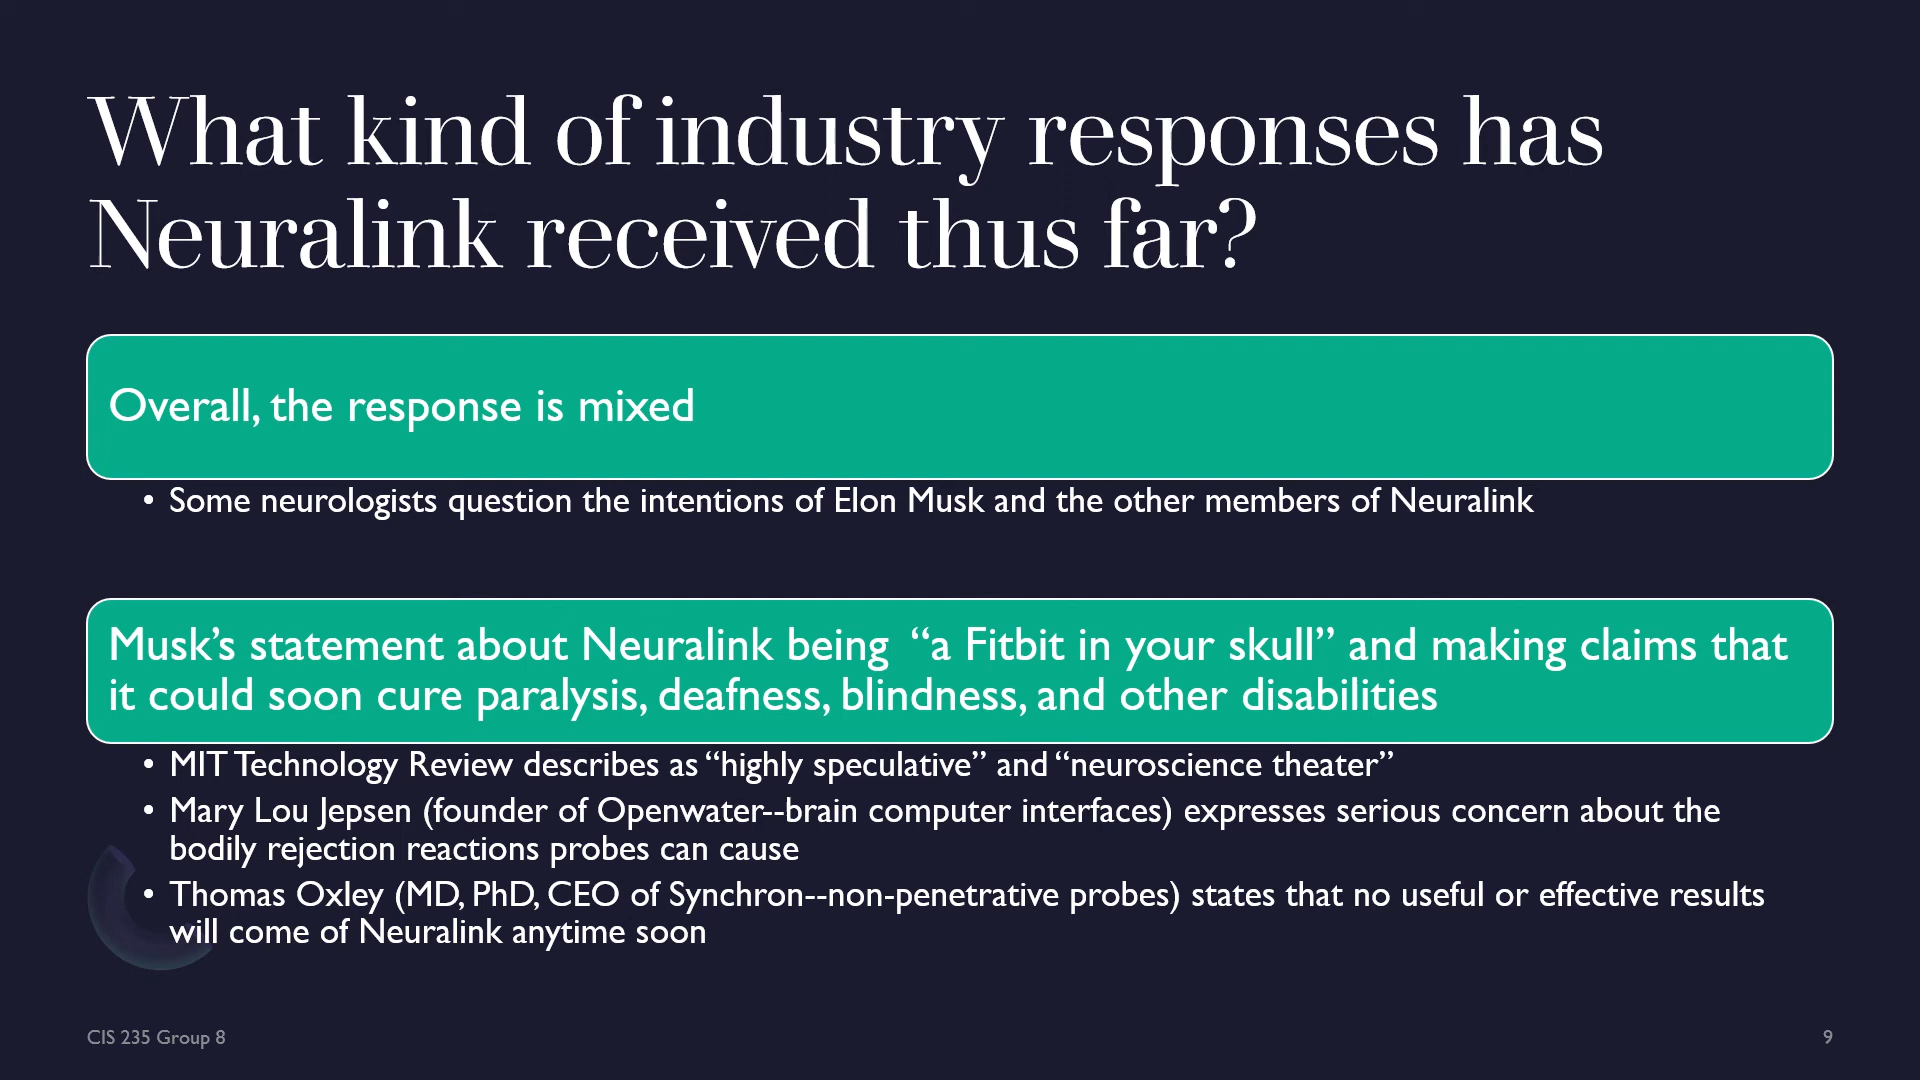 What kind of industry responses has
Neuralink received thus far?
Overall, the response is mixed
• Some neurologists question the intentions of Elon Musk and the other members of Neuralink
Musk’s statement about Neuralink being  “a Fitbit in your skull” and making claims that
it could soon cure paralysis, deafness, blindness, and other disabilities
• MIT Technology Review describes as “highly speculative” and “neuroscience theater”
• Mary Lou Jepsen (founder of Openwater--brain computer interfaces) expresses serious concern about the
bodily rejection reactions probes can cause
• Thomas Oxley (MD, PhD, CEO of Synchron--non-penetrative probes) states that no useful or effective results
will come of Neuralink anytime soon
CIS 235 Group 8
9